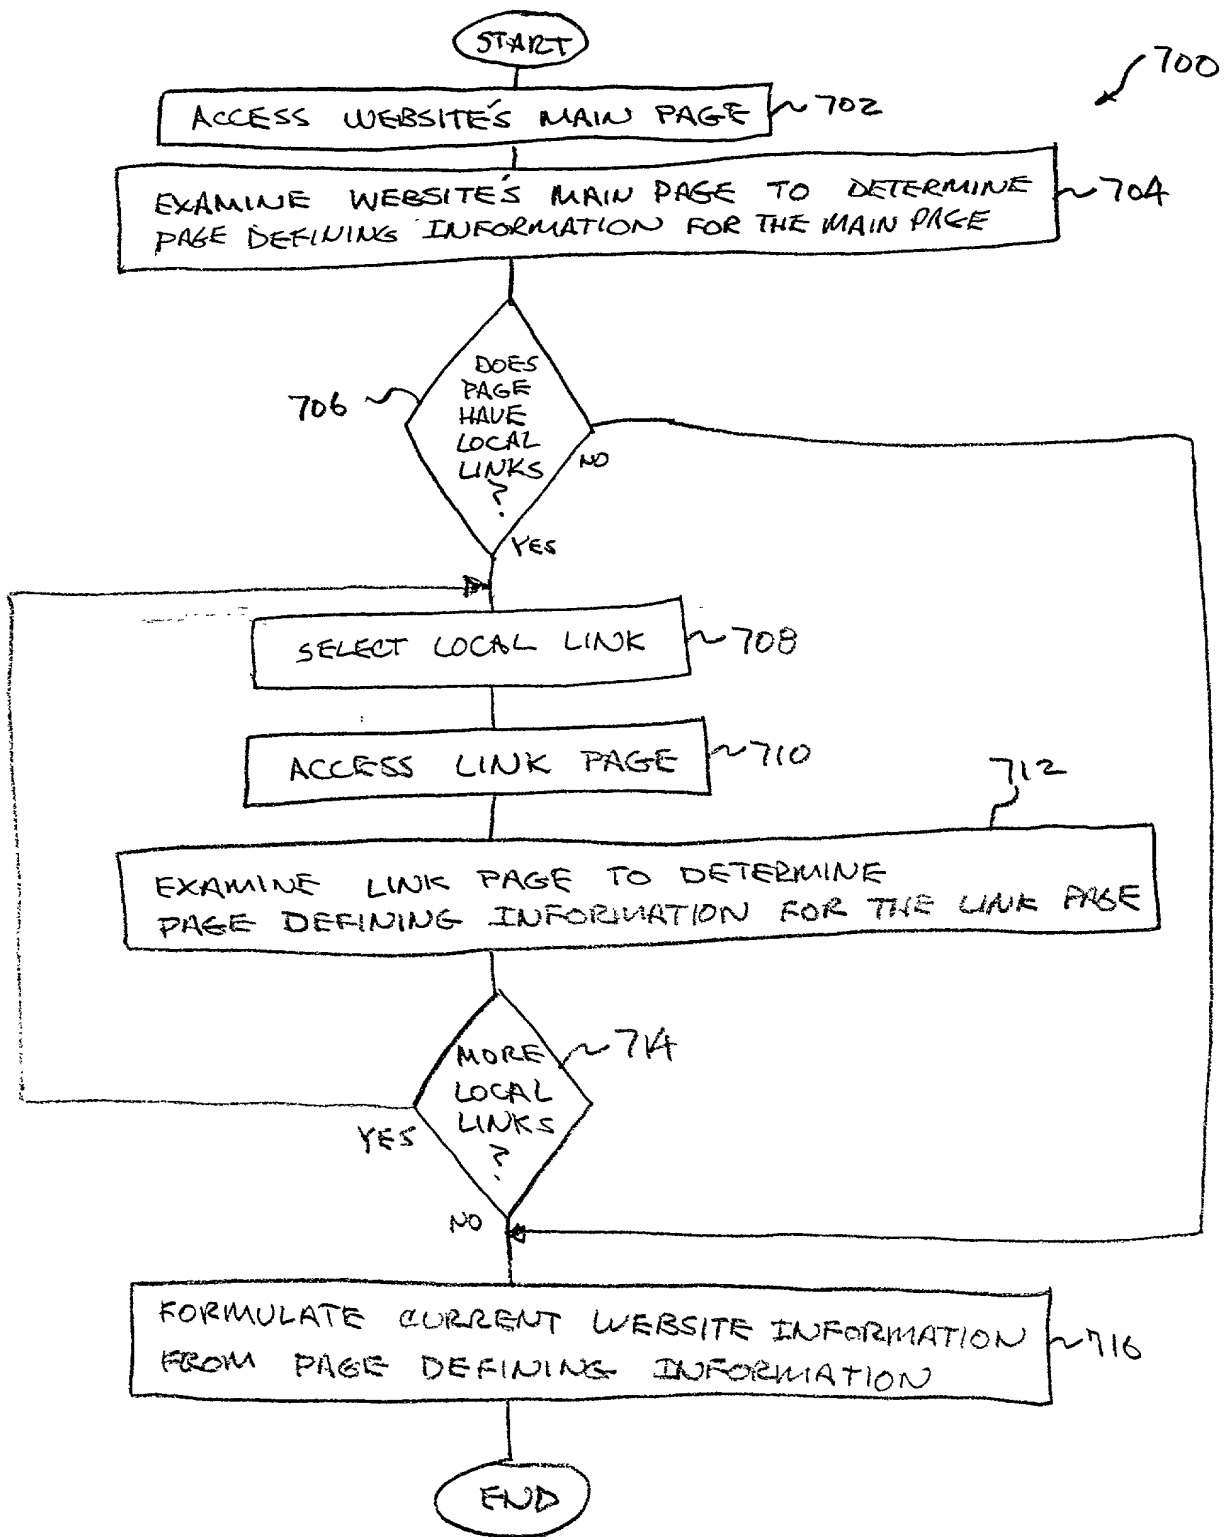 START
700
ACCESS WEBSITE'S MAIN PAGE
702
EXAMINE WEBSITE'S MAIN PAGE TO DETERMINE
PAGE DEFINING INFORMATION FOR THE MAIN PAGE
704
DOES
PAGE
HAVE
LOCAL
LINKS
?
706
NO
YES
SELECT LOCAL LINK
708
ACCESS LINK PAGE
710
712
EXAMINE LINK PAGE TO DETERMINE
PAGE DEFINING INFORMATION FOR THE LINK PAGE
MORE
LOCAL
LINKS
?
714
YES
NO
FORMULATE CURRENT WEBSITE INFORMATION
FROM PAGE DEFINING INFORMATION
716
END